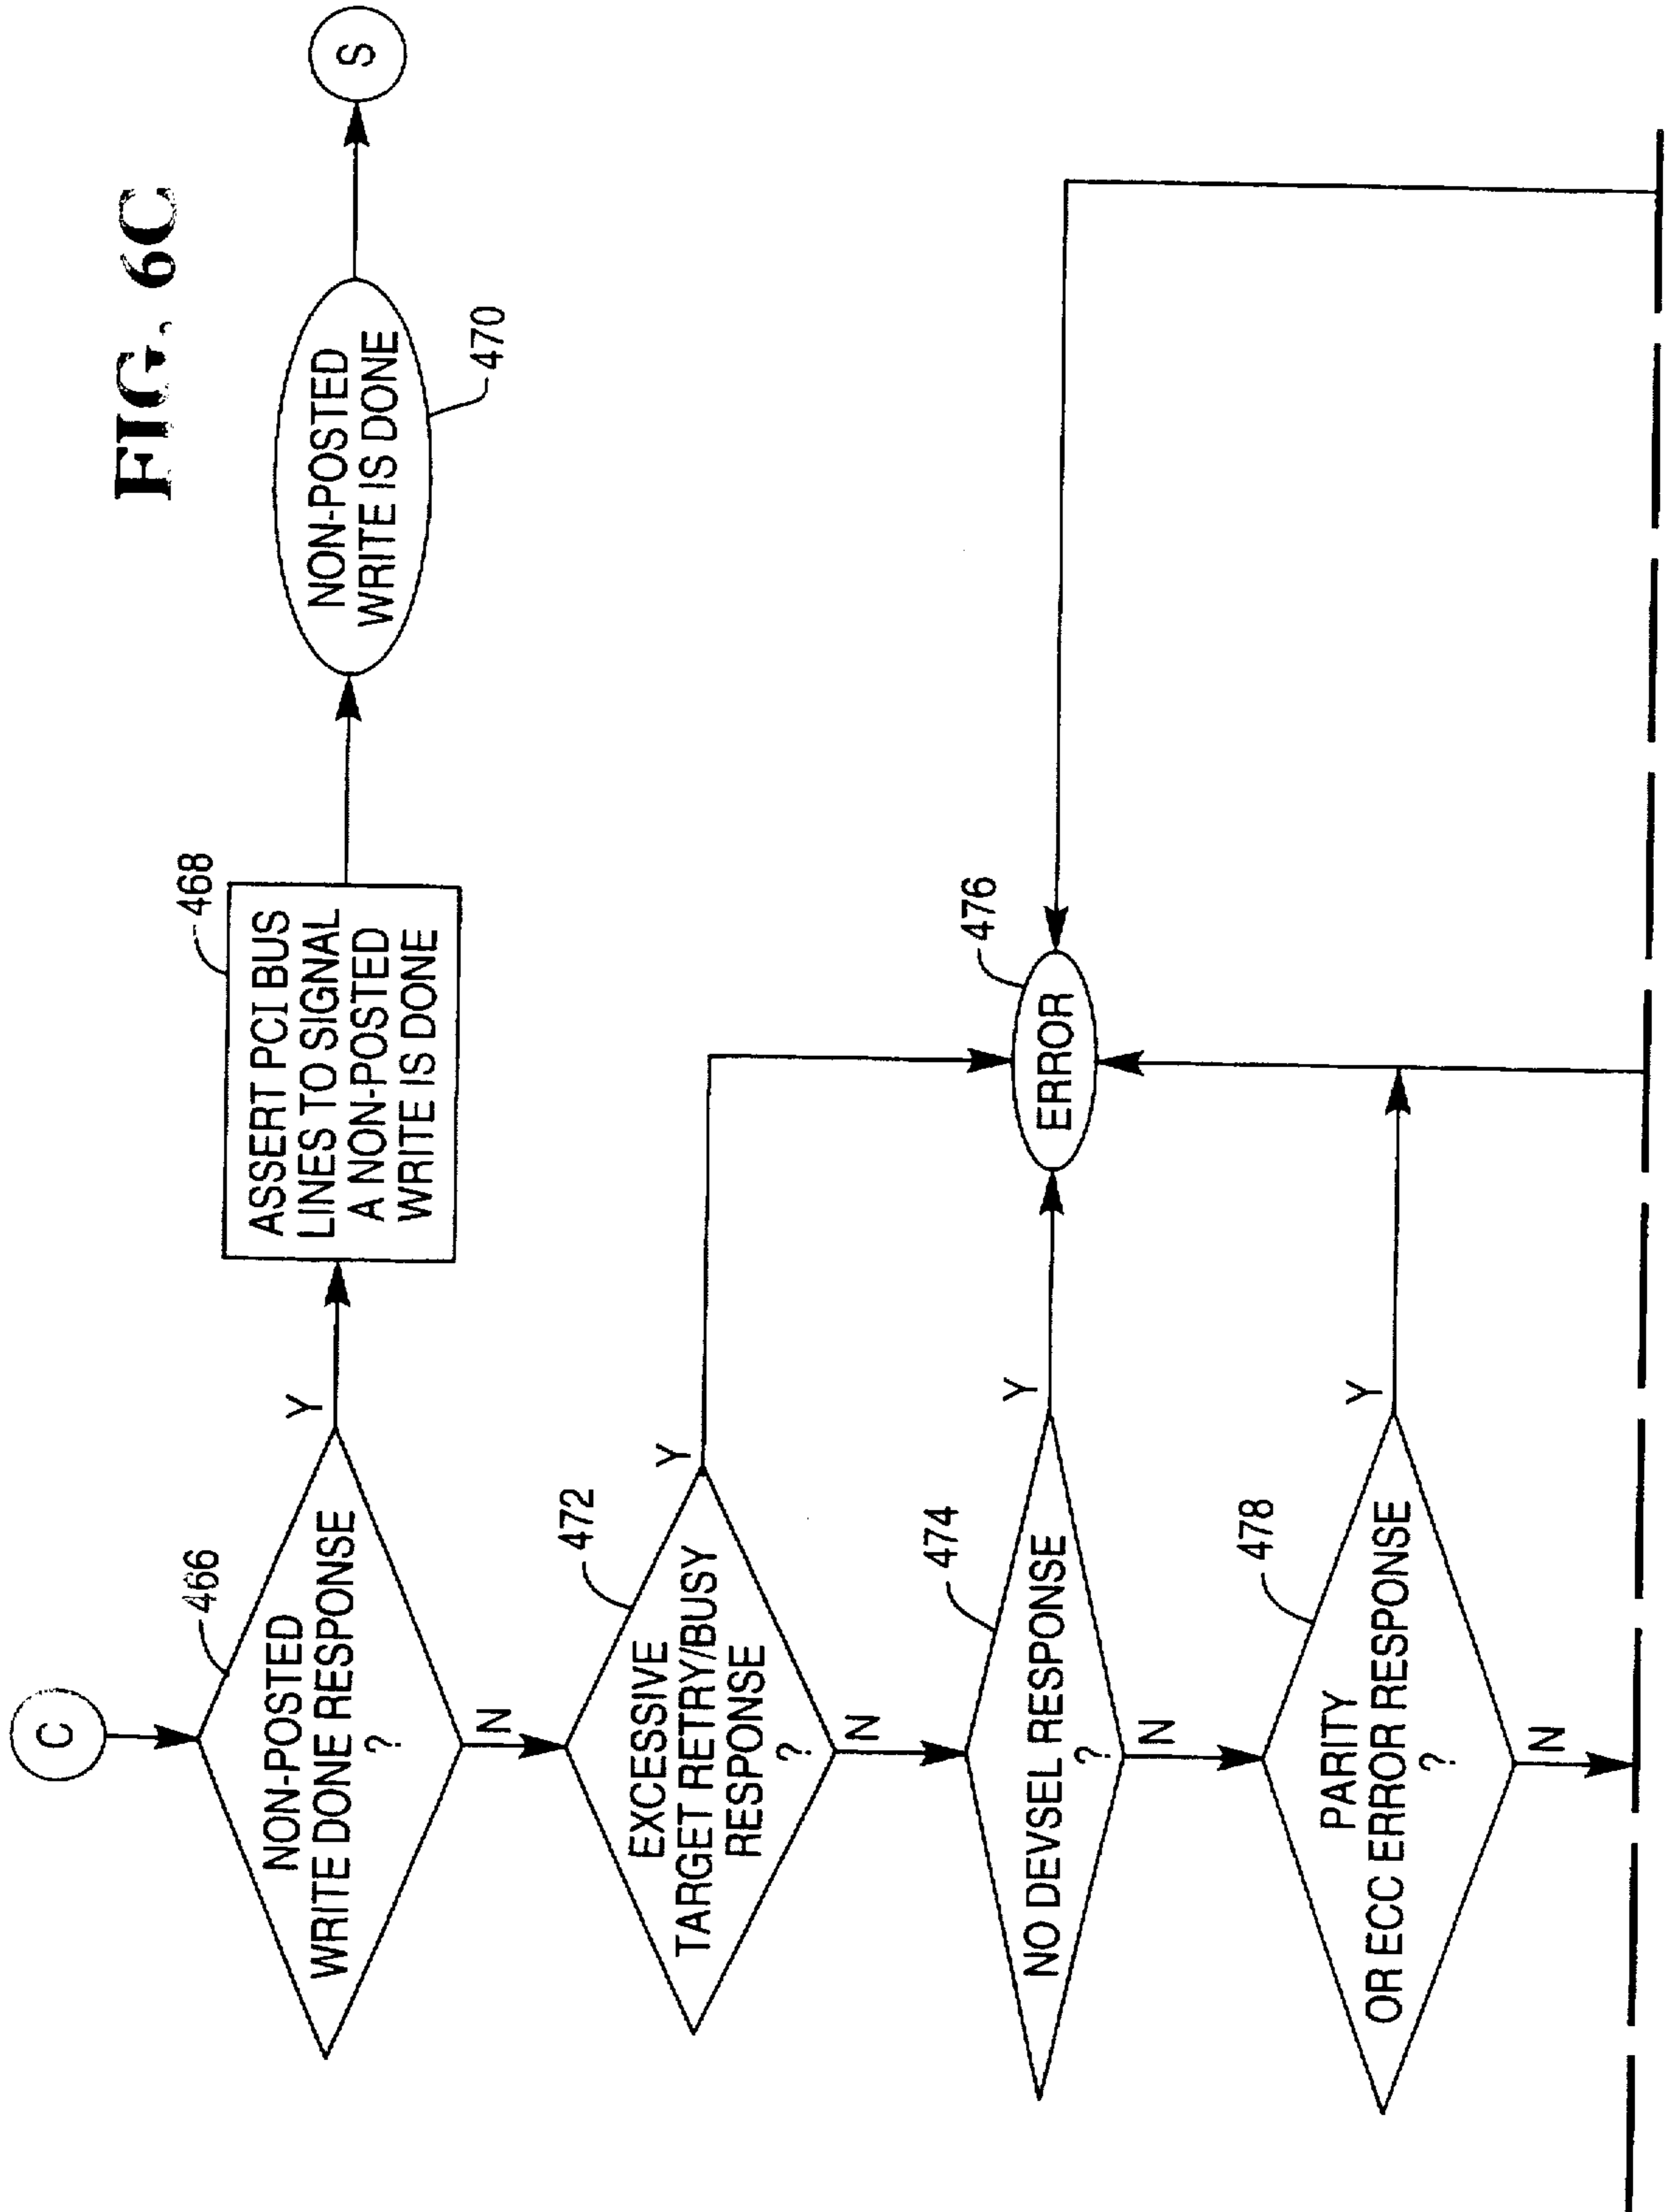 FIG. 6C
C
466
NON-POSTED
WRITE DONE RESPONSE
?
Y
N
468
ASSERT PCI BUS
LINES TO SIGNAL
A NON-POSTED
WRITE IS DONE
NON-POSTED
WRITE IS DONE
470
S
472
EXCESSIVE
TARGET RETRY/BUSY
RESPONSE
?
Y
N
474
NO DEVSEL RESPONSE
?
Y
N
476
ERROR
478
PARITY
OR ECC ERROR RESPONSE
?
Y
N